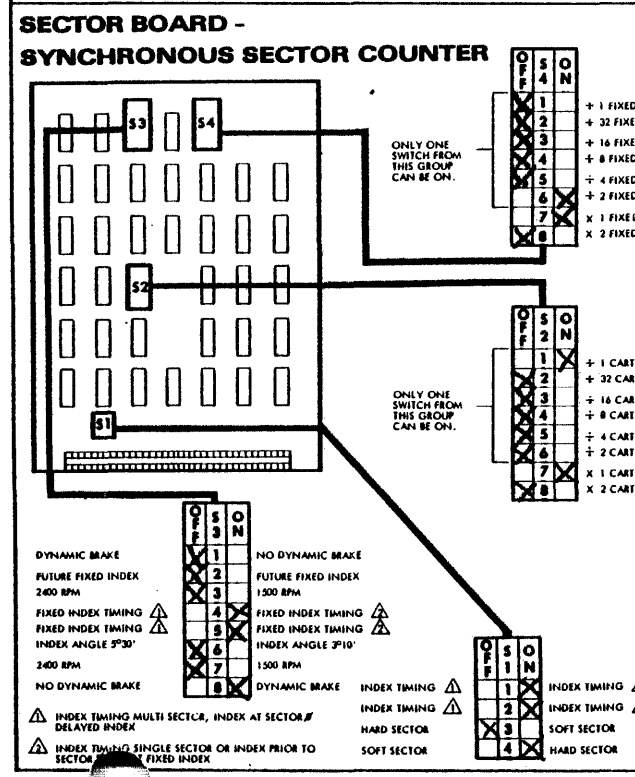 SECTOR BOARD -
SYNCHRONOUS SECTOR COUNTER
S3
S4
S2
S1
ONLY ONE
SWITCH FROM
THIS GROUP
CAN BE ON.
OFF S4 ON
1 ÷ 1 FIXED
2 ÷ 32 FIXE
3 ÷ 16 FIXE
4 ÷ 8 FIXED
5 ÷ 4 FIXED
6 ÷ 2 FIXED
7 X 1 FIXED
8 X 2 FIXED
ONLY ONE
SWITCH FROM
THIS GROUP
CAN BE ON.
OFF S2 ON
1 ÷ 1 CART
2 ÷ 32 CAR
3 ÷ 16 CAR
4 ÷ 8 CART
5 ÷ 4 CART
6 ÷ 2 CART
7 X 1 CART
8 X 2 CART
OFF S3 ON
DYNAMIC BRAKE 1 NO DYNAMIC BRAKE
FUTURE FIXED INDEX 2 FUTURE FIXED INDEX
2400 RPM 3 1500 RPM
FIXED INDEX TIMING 1 4 FIXED INDEX TIMING 2
FIXED INDEX TIMING 1 5 FIXED INDEX TIMING 2
INDEX ANGLE 5°30' 6 INDEX ANGLE 3°10'
2400 RPM 7 1500 RPM
NO DYNAMIC BRAKE 8 DYNAMIC BRAKE
OFF S1 ON
INDEX TIMING 1 1 INDEX TIMING
INDEX TIMING 1 2 INDEX TIMING
HARD SECTOR 3 SOFT SECTOR
SOFT SECTOR 4 HARD SECTOR
1 INDEX TIMING MULTI SECTOR, INDEX AT SECTOR
DELAYED INDEX
2 INDEX TIMING SINGLE SECTOR OR INDEX PRIOR TO
SECTOR FIXED INDEX